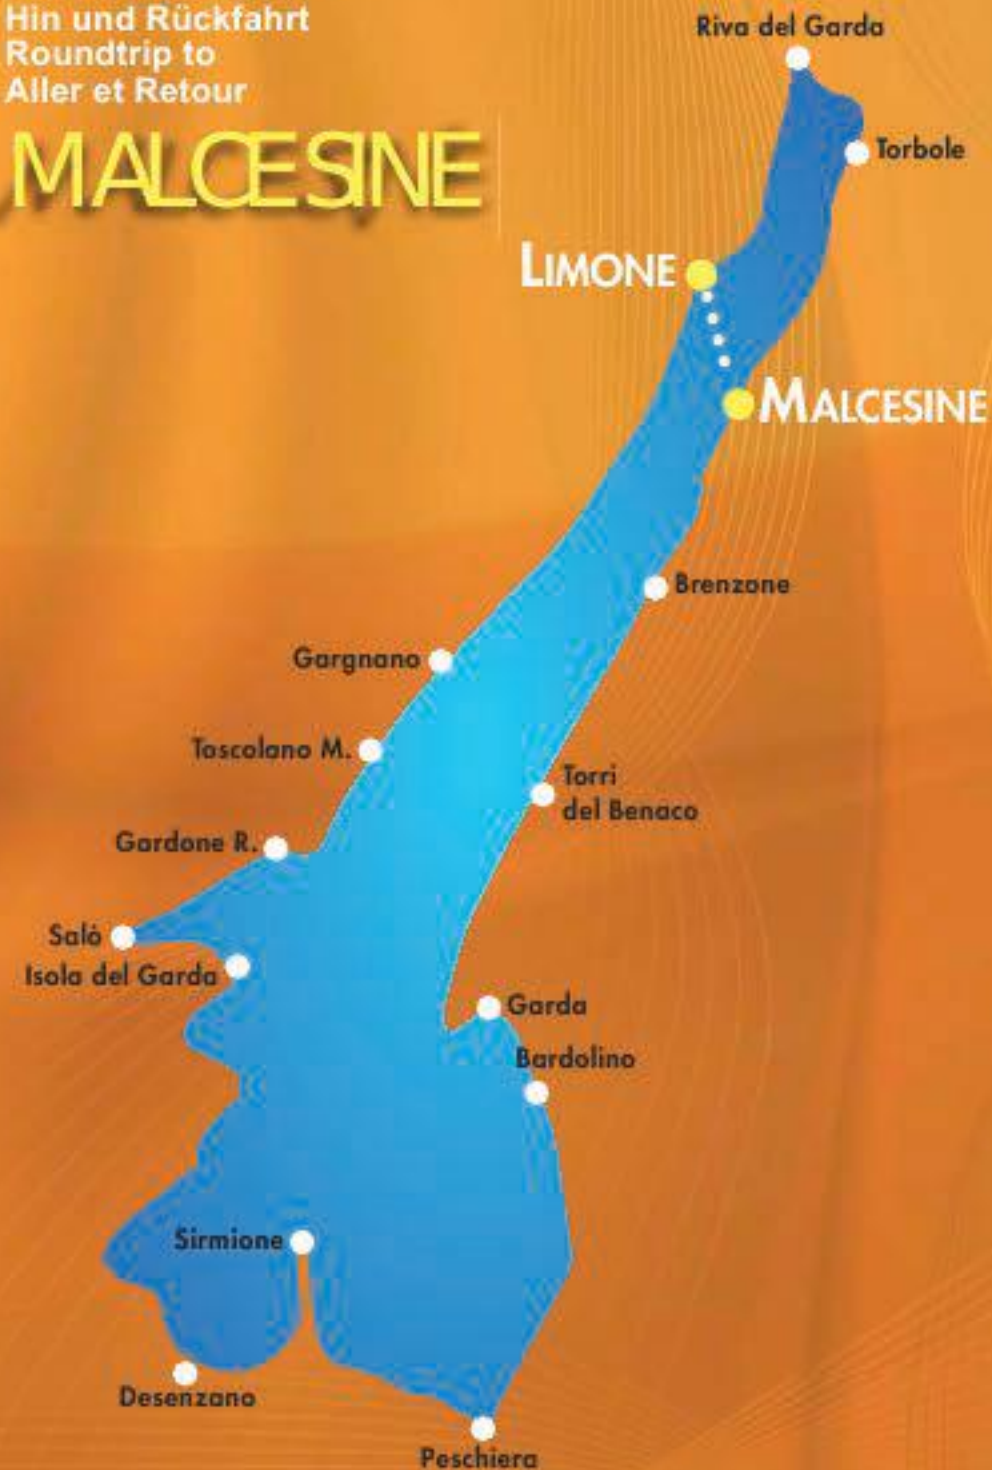 Hin und Rückfahrt
Roundtrip to
Aller et Retour
MALCESINE
Riva del Garda
Torbole
LIMONE
MALCESINE
Brenzone
Gargnano
Toscolano M.
Torri
del Benaco
Gardone R.
Salò
Isola del Garda
Garda
Bardolino
Sirmione
Desenzano
Peschiera